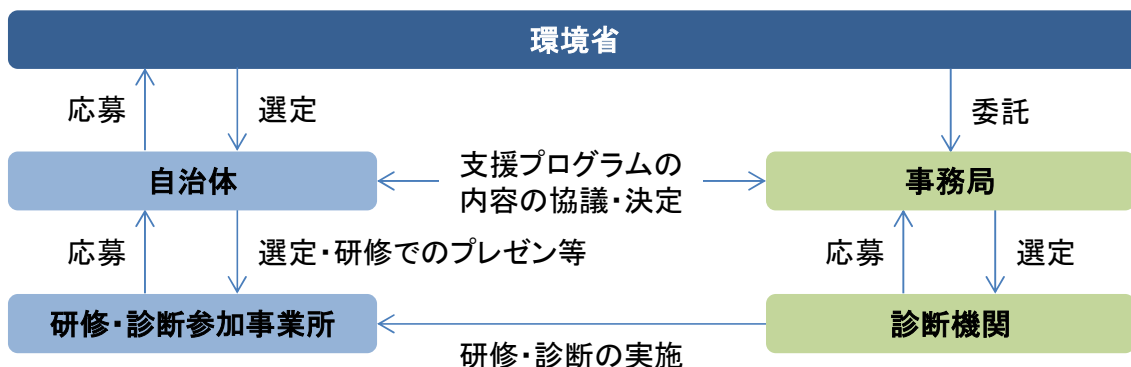 環境省
応募
選定
委託
自治体
支援プログラムの
内容の協議・決定
事務局
応募
選定・研修でのプレゼン等
応募
選定
研修・診断参加事業所
診断機関
研修・診断の実施